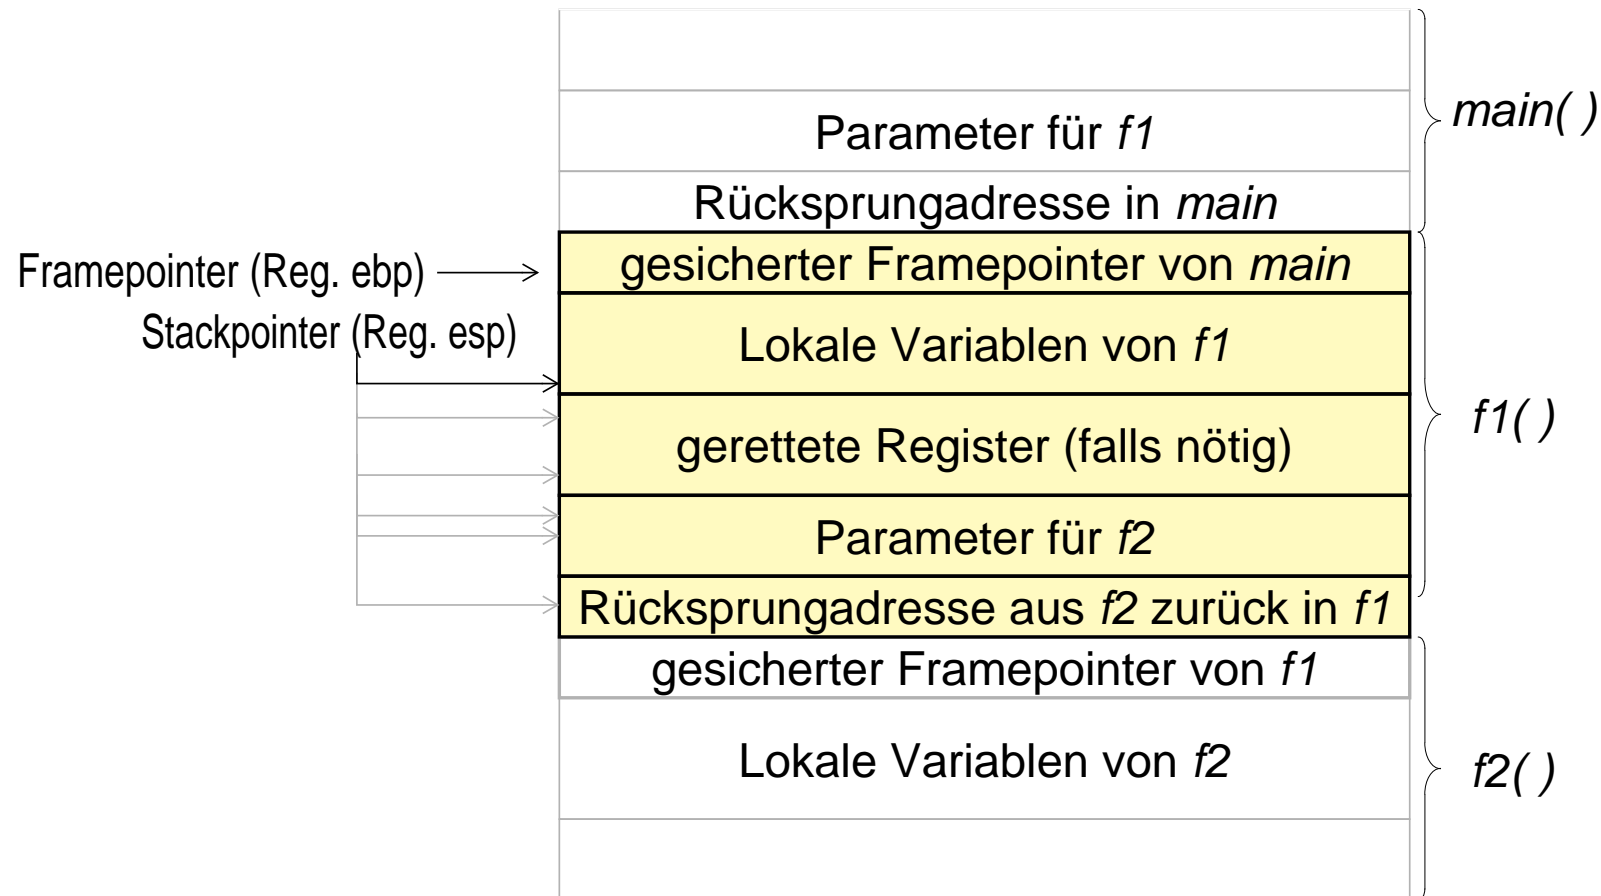 main( )
Parameter für f1
Rücksprungadresse in main
Framepointer (Reg. ebp)
gesicherter Framepointer von main
Stackpointer (Reg. esp)
Lokale Variablen von f1
f1( )
gerettete Register (falls nötig)
Parameter für f2
Rücksprungadresse aus f2 zurück in f1
gesicherter Framepointer von f1
Lokale Variablen von f2
f2( )